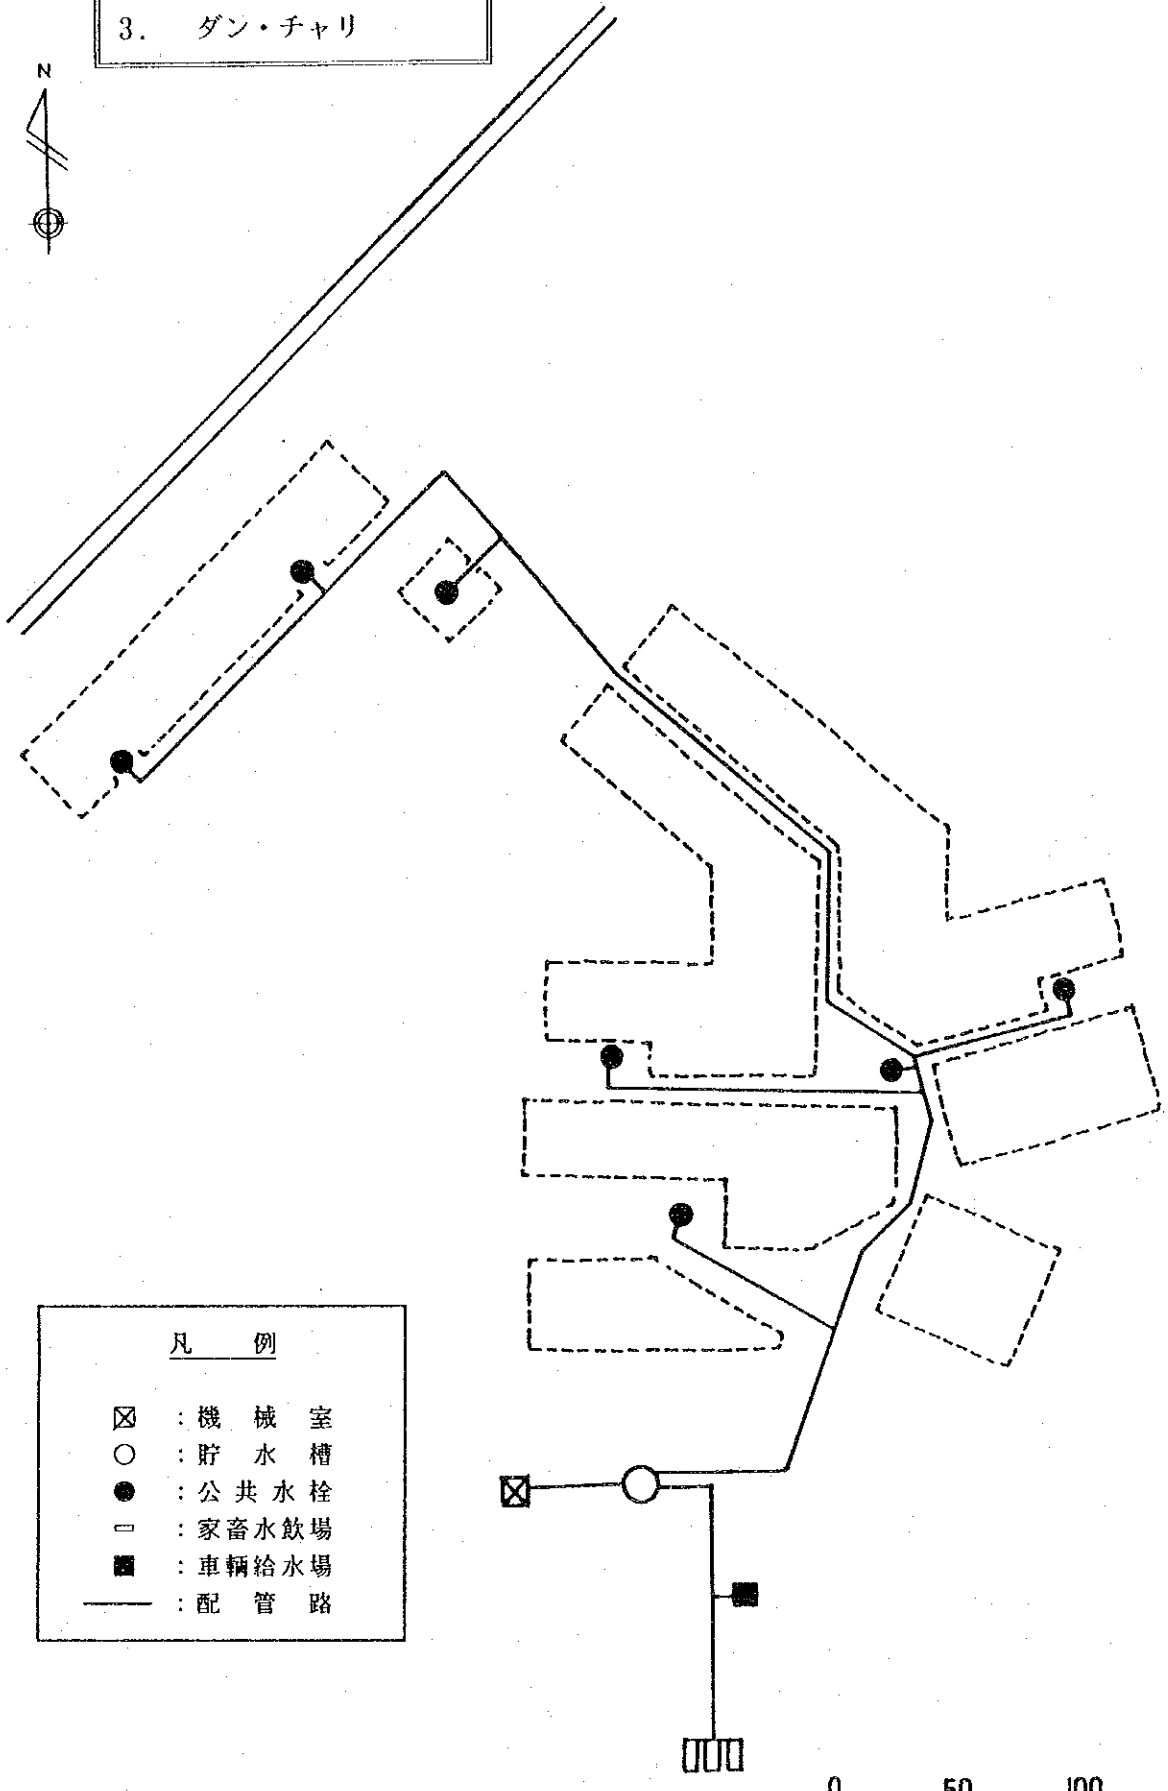 3. ダン・チャリ
N
凡 例
: 機 械 室
: 貯 水 槽
: 公 共 水 栓
: 家畜水飲場
: 車輌給水場
: 配 管 路
0 50 100